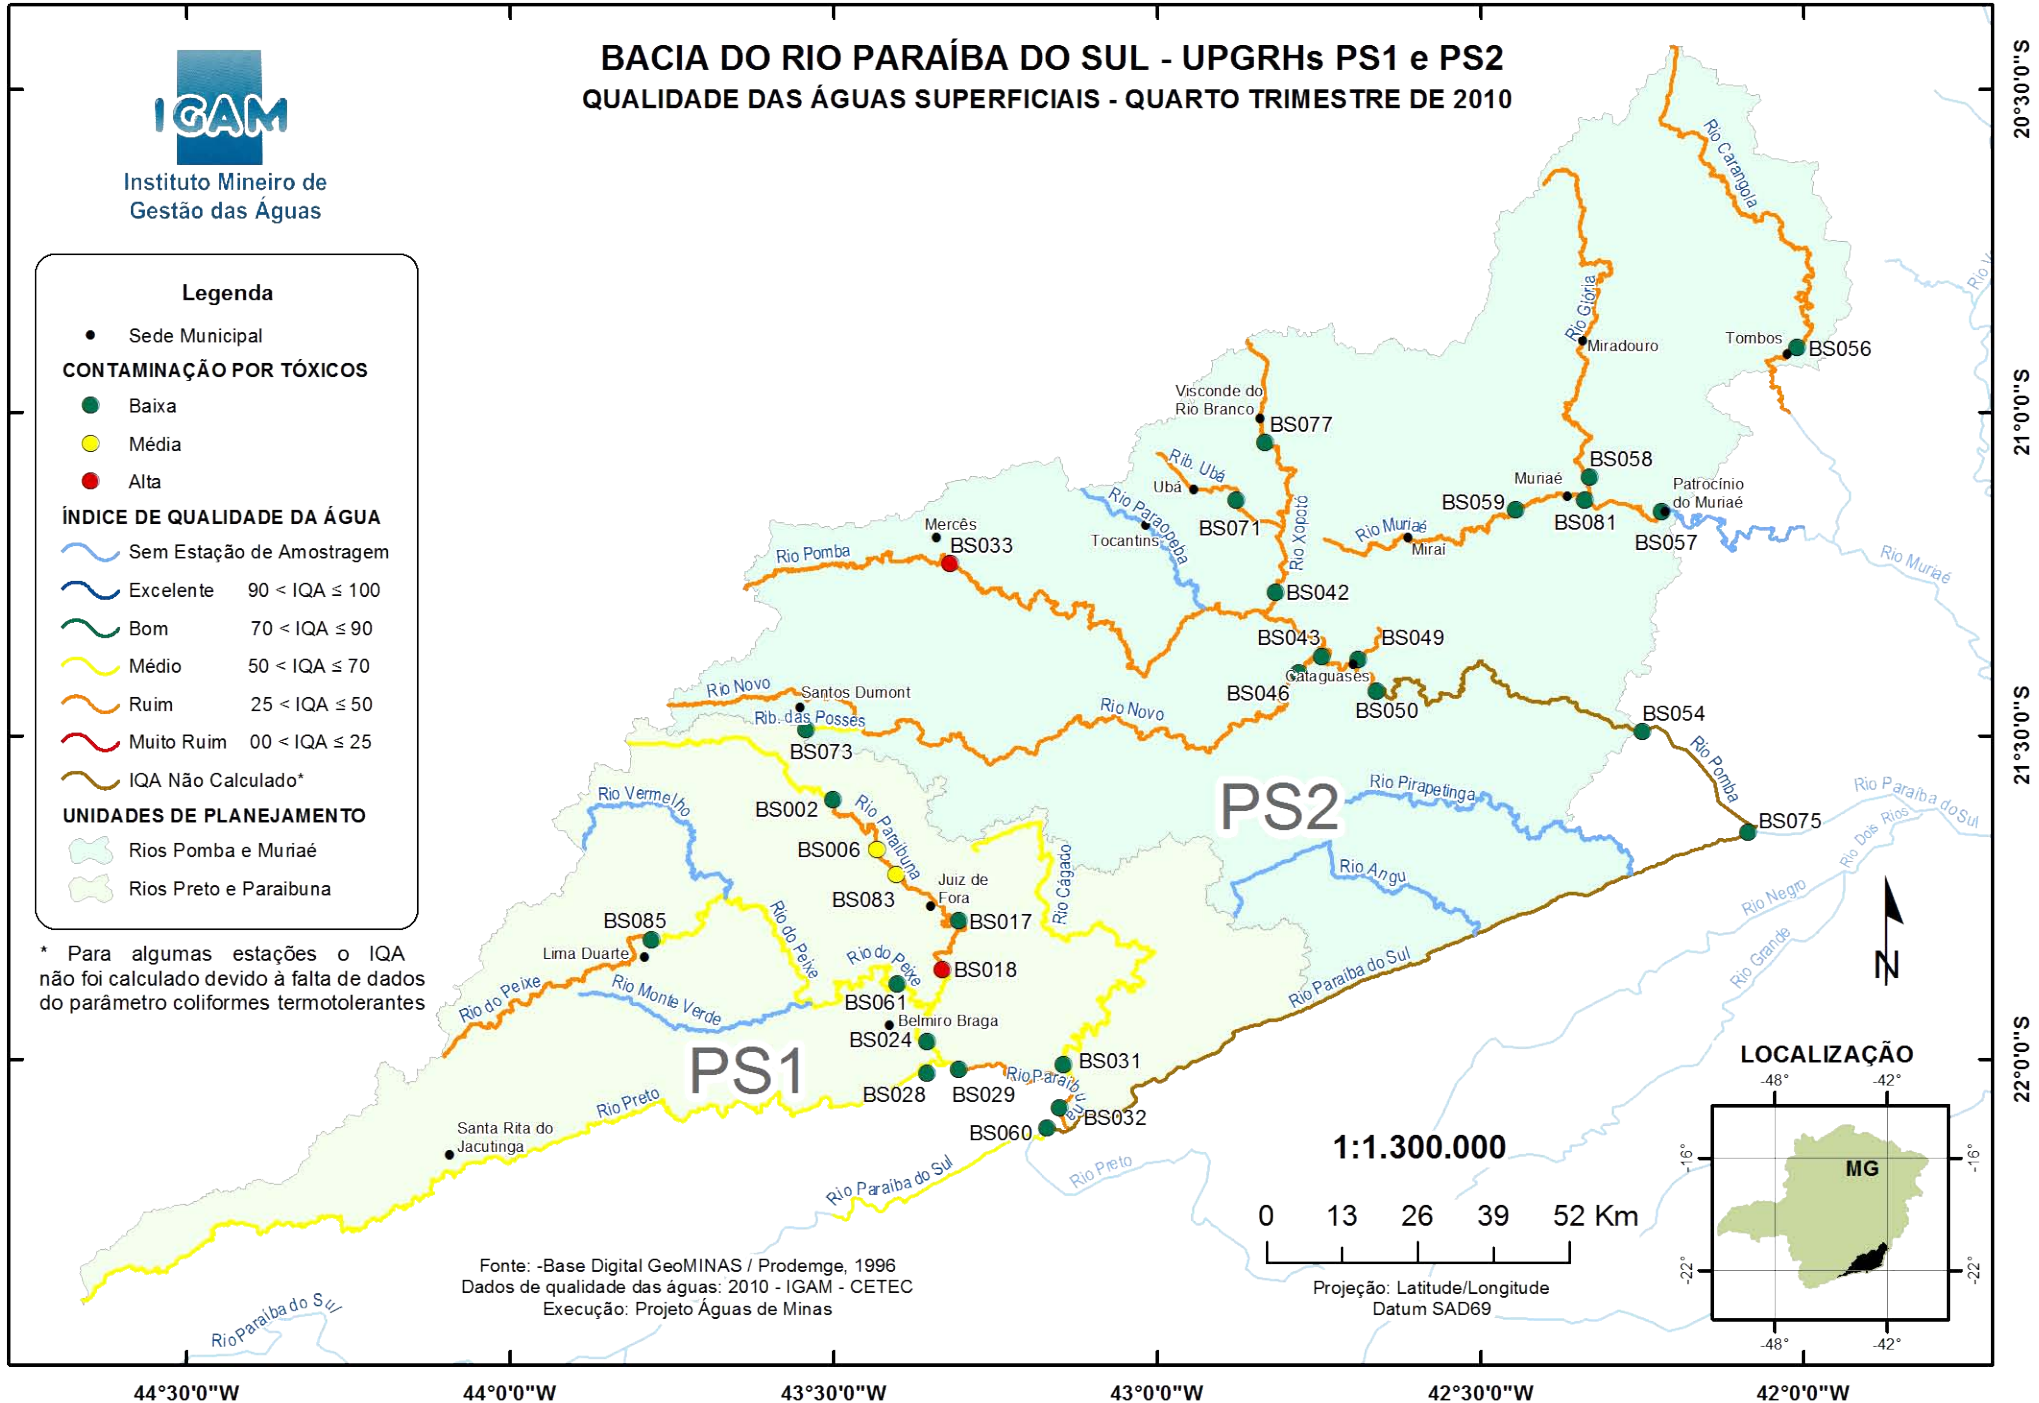 BACIA DO RIO PARAÍBA DO SUL - UPGRHs PS1 e PS2
QUALIDADE DAS ÁGUAS SUPERFICIAIS - QUARTO TRIMESTRE DE 2010
IGAM
Instituto Mineiro de
Gestão das Águas
Legenda
Sede Municipal
CONTAMINAÇÃO POR TÓXICOS
Baixa
Média
Alta
ÍNDICE DE QUALIDADE DA ÁGUA
Sem Estação de Amostragem
Excelente 90 < IQA ≤ 100
Bom 70 < IQA ≤ 90
Médio 50 < IQA ≤ 70
Ruim 25 < IQA ≤ 50
Muito Ruim 00 < IQA ≤ 25
IQA Não Calculado*
UNIDADES DE PLANEJAMENTO
Rios Pomba e Muriaé
Rios Preto e Paraibuna
* Para algumas estações o IQA
não foi calculado devido à falta de dados
do parâmetro coliformes termotolerantes
Rio Carangola
Rio Glória
Miradouro
Tombos
BS056
Visconde do
Rio Branco
BS077
Rib. Ubá
Ubá
BS071
Rio Xopotó
Rio Paraopeba
Tocantins
BS058
Muriaé
BS059
BS081
Patrocínio
do Muriaé
BS057
Rio Muriaé
Miraí
Rio Muriaé
Mercês
BS033
Rio Pomba
BS042
BS043
BS049
Cataguases
BS046
BS050
Rio Novo
Santos Dumont
Rib. das Posses
BS073
Rio Novo
BS054
Rio Pomba
BS075
Rio Paraíba do Sul
Rio Dois Rios
Rio Negro
Rio Grande
PS2
Rio Pirapetinga
Rio Angu
Rio Paraíba do Sul
Rio Vermelho
BS002
Rio Paraibuna
BS006
BS083
Juiz de
Fora
BS017
BS018
Rio Cágado
BS085
Lima Duarte
Rio do Peixe
Rio do Peixe
Rio do Peixe
Rio Monte Verde
BS061
Belmiro Braga
BS024
PS1
BS028
BS029
BS031
Rio Paraibuna
BS032
BS060
Rio Preto
Santa Rita do
Jacutinga
Rio Paraíba do Sul
Rio Preto
Rio Paraíba do Sul
N
1:1.300.000
0 13 26 39 52 Km
Projeção: Latitude/Longitude
Datum SAD69
Fonte: -Base Digital GeoMINAS / Prodemge, 1996
Dados de qualidade das águas: 2010 - IGAM - CETEC
Execução: Projeto Águas de Minas
LOCALIZAÇÃO
-48° -42°
-16° -16°
MG
-22° -22°
-48° -42°
20°30'0"S
21°0'0"S
21°30'0"S
22°0'0"S
44°30'0"W 44°0'0"W 43°30'0"W 43°0'0"W 42°30'0"W 42°0'0"W